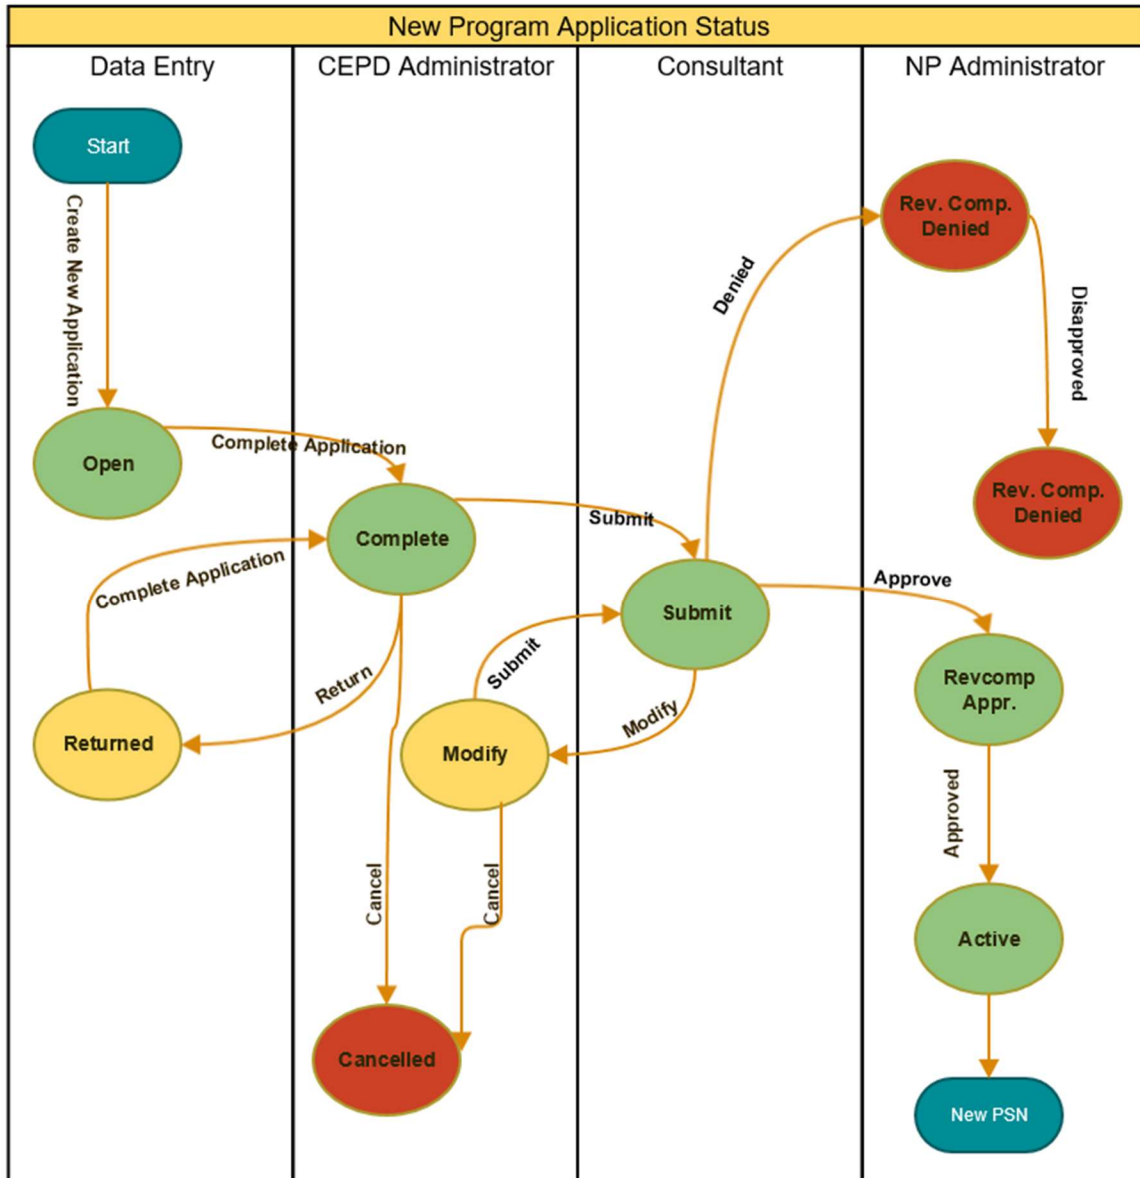 New Program Application Status
Data Entry
CEPD Administrator
Consultant
NP Administrator
Start
Create New Application
Open
Complete Application
Complete
Complete Application
Returned
Return
Submit
Submit
Submit
Modify
Modify
Cancel
Cancel
Cancelled
Denied
Rev. Comp.
Denied
Disapproved
Rev. Comp.
Denied
Approve
Revcomp
Appr.
Approved
Active
New PSN